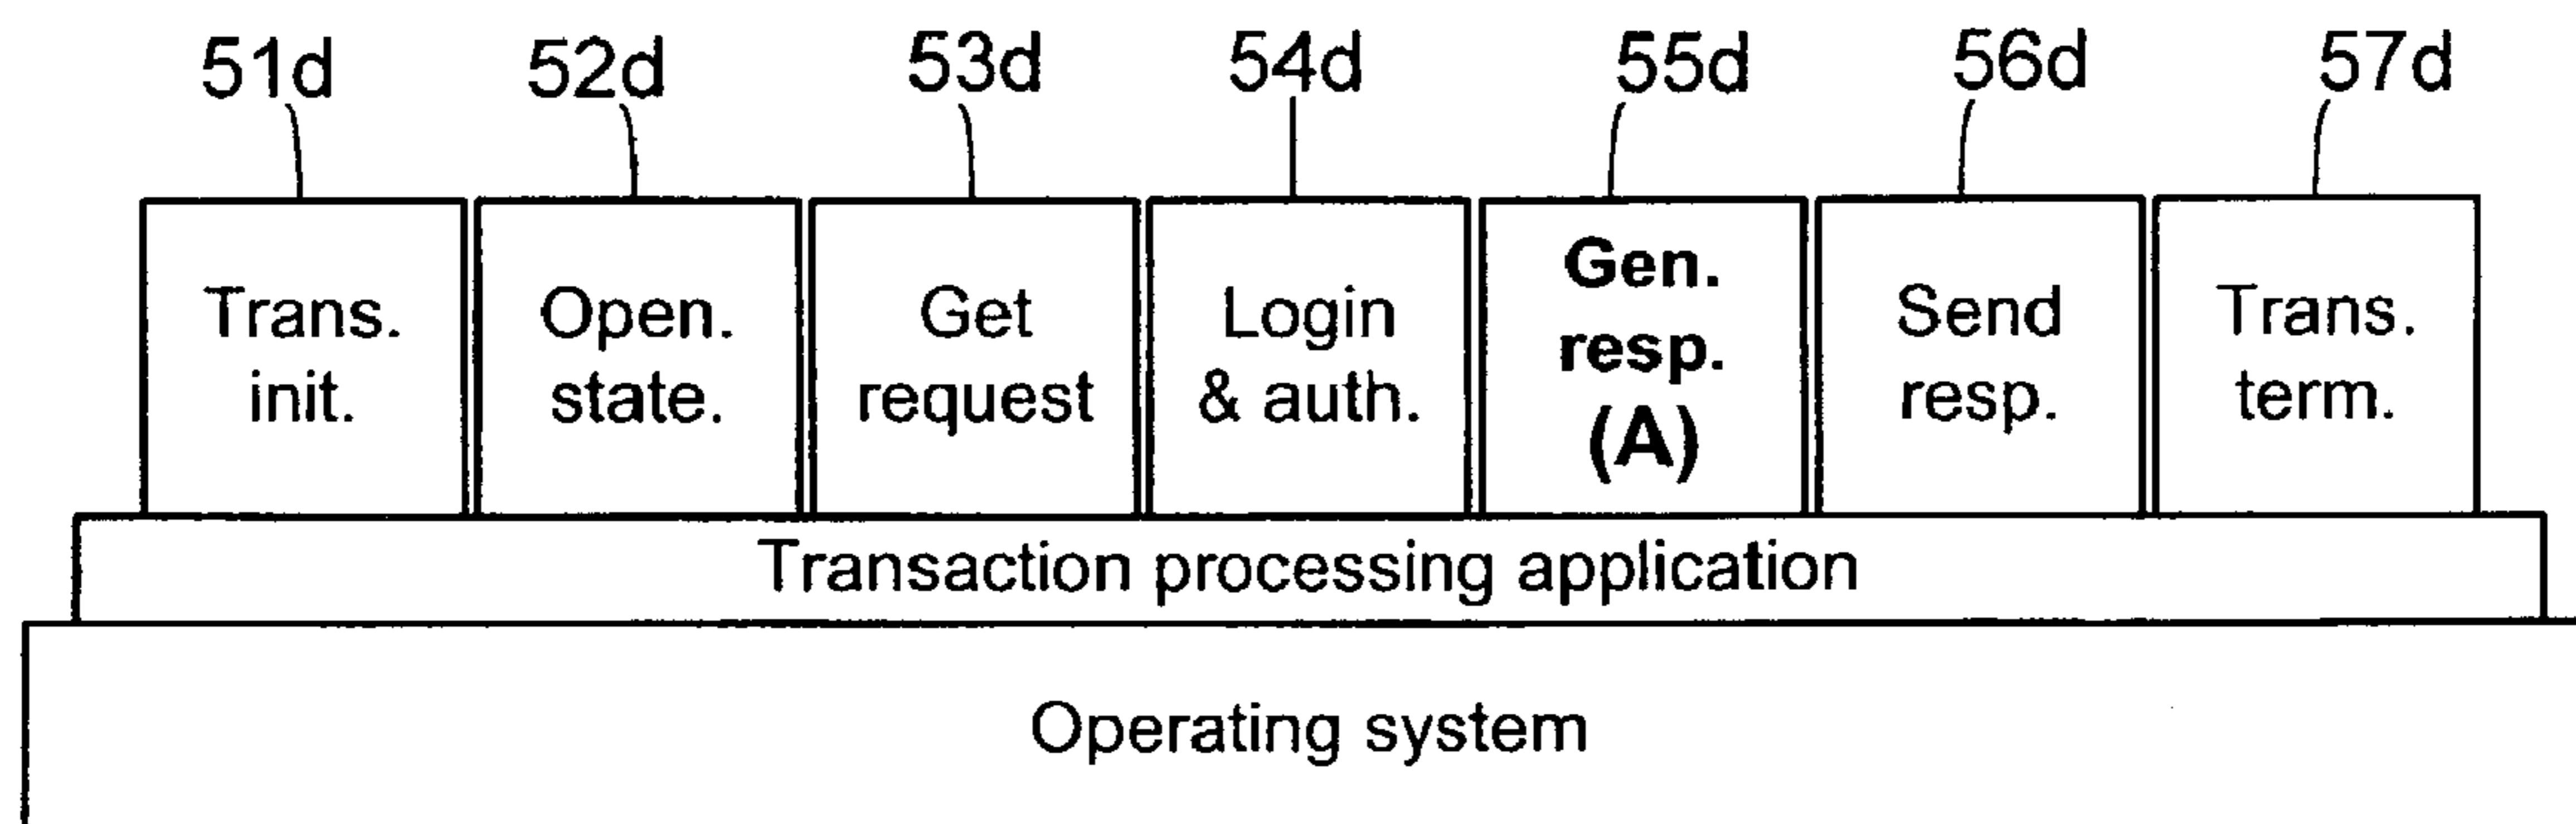 51d 52d 53d 54d 55d 56d 57d
Trans.
init.
Open.
state.
Get
request
Login
& auth.
Gen.
resp.
(A)
Send
resp.
Trans.
term.
Transaction processing application
Operating system